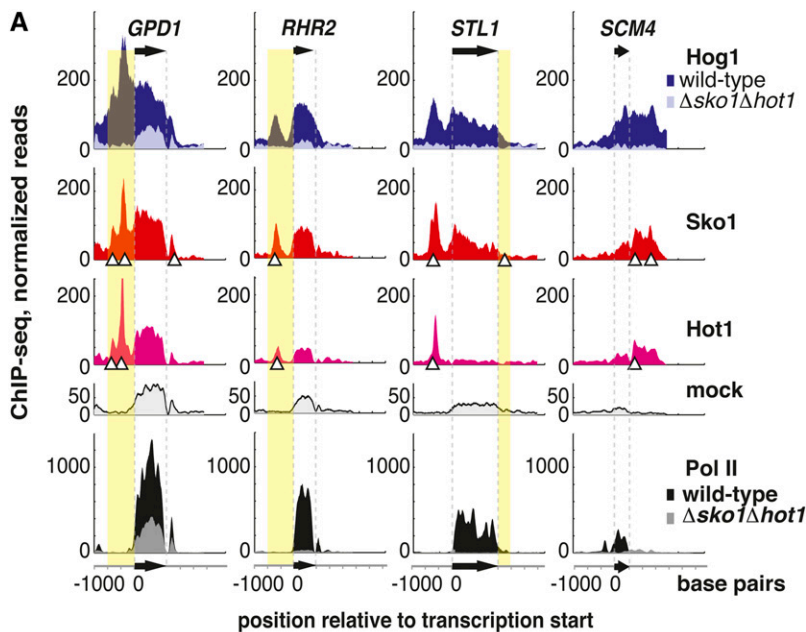 A
GPD1 RHR2 STL1 SCM4
ChIP-seq, normalized reads
200 200 200 200
0 0 0 0
Hog1
wild-type
Δsko1Δhot1
200 200 200 200
0 0 0 0
Sko1
200 200 200 200
0 0 0 0
Hot1
50 50 50 50
0 0 0 0
mock
1000 1000 1000 1000
0 0 0 0
Pol II
wild-type
Δsko1Δhot1
-1000 0 -1000 0 -1000 0 -1000 0 base pairs
position relative to transcription start